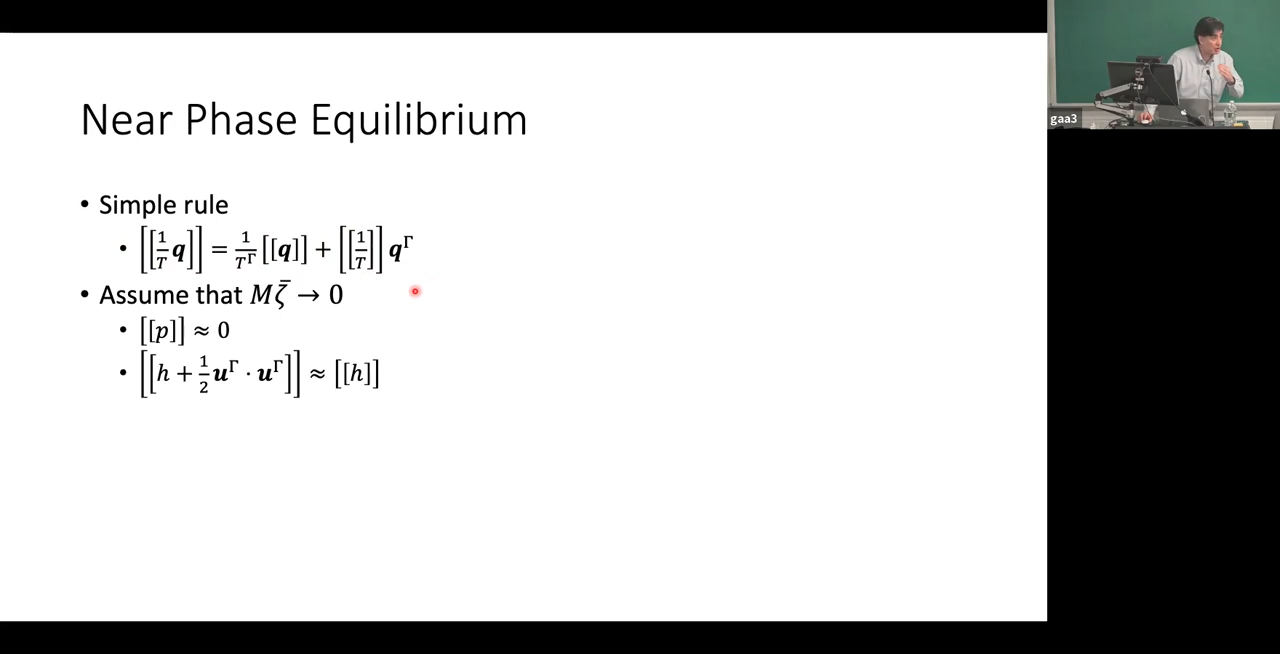 Near Phase Equilibrium
• Simple rule
• [[1/T 𝒒]] = 1/T^Γ [[𝒒]] + [[1/T]] 𝒒^Γ
• Assume that Mζ̄ → 0
• [[p]] ≈ 0
• [[h + 1/2 𝒖^Γ · 𝒖^Γ]] ≈ [[h]]
gaa3